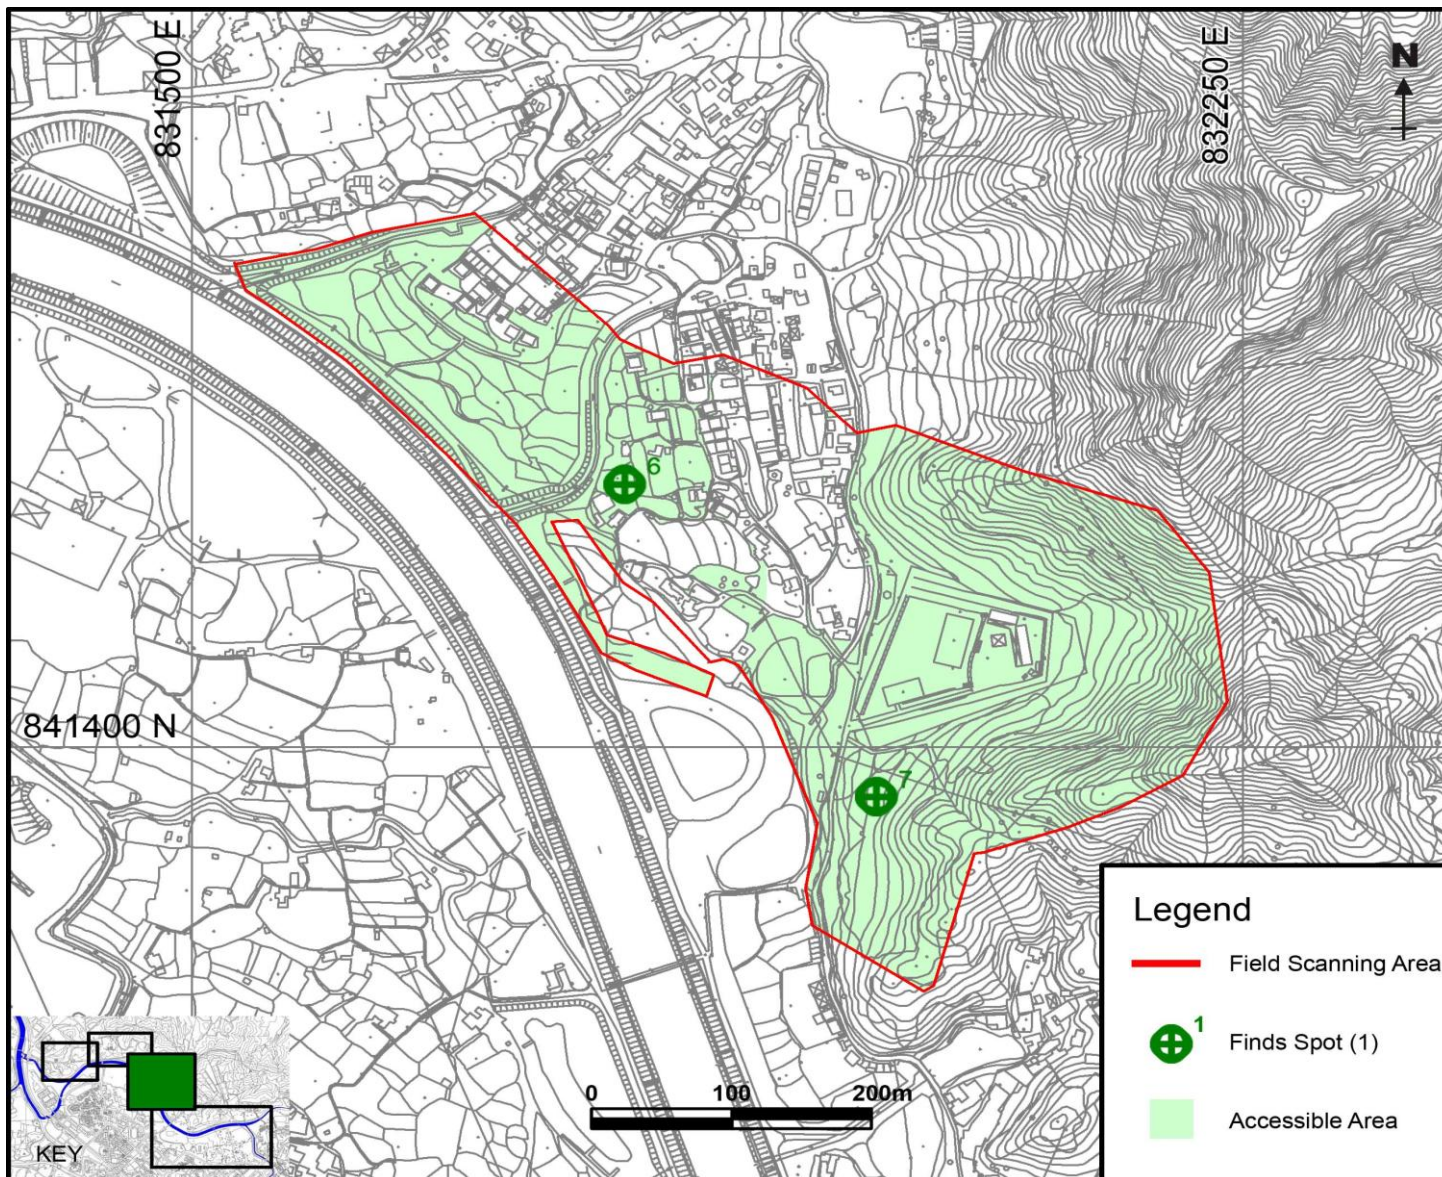 831500 E
832250 E
N
6
841400 N
7
Legend
Field Scanning Area
1
Finds Spot (1)
Accessible Area
0 100 200m
KEY